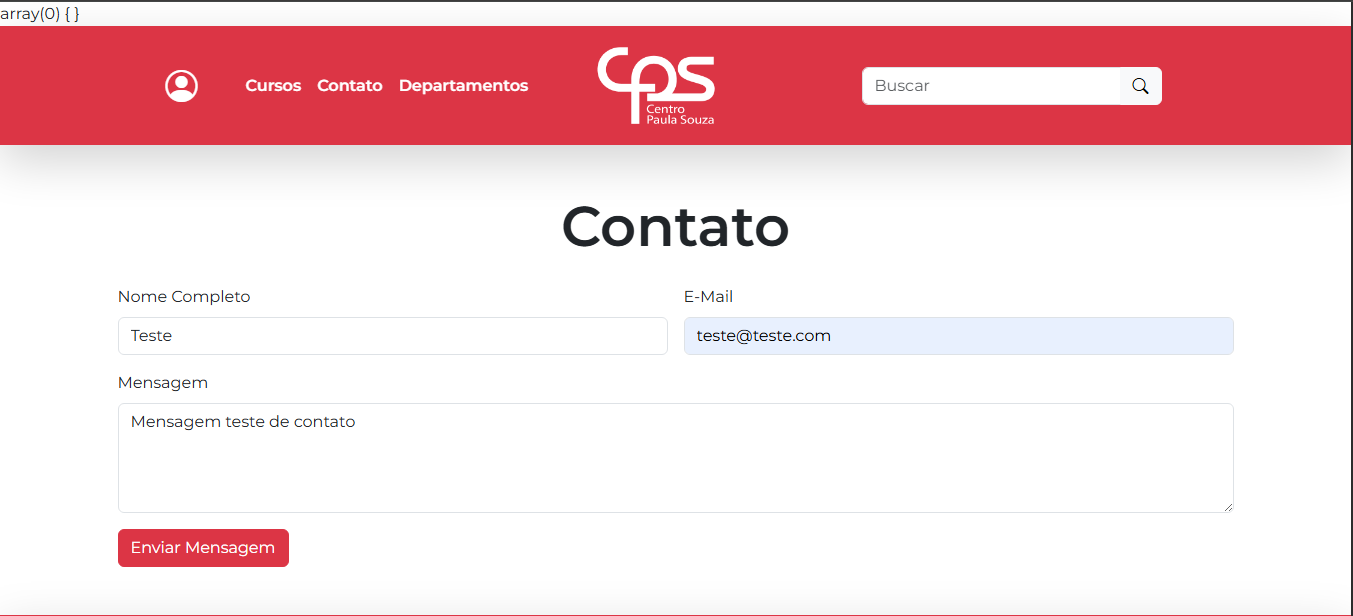 array(0) { }
Cursos Contato Departamentos
cps
Centro
Paula Souza
Buscar
Contato
Nome Completo
E-Mail
Teste
teste@teste.com
Mensagem
Mensagem teste de contato
Enviar Mensagem